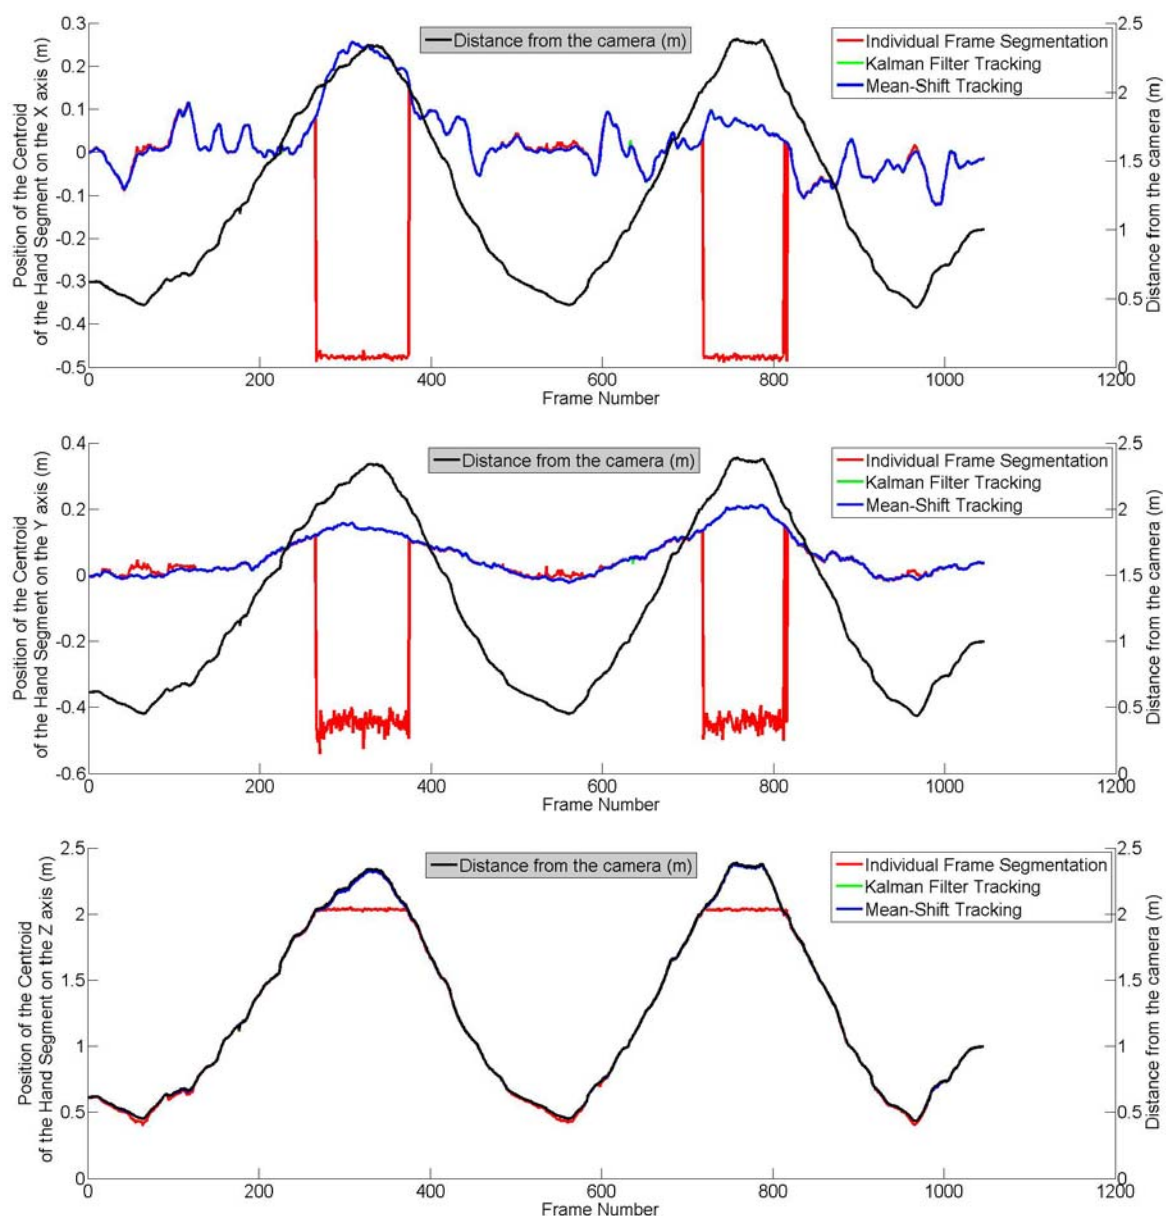 Position of the Centroid
of the Hand Segment on the X axis (m)
0.3
0.2
0.1
0
-0.1
-0.2
-0.3
-0.4
-0.5
Distance from the camera (m)
Individual Frame Segmentation
Kalman Filter Tracking
Mean-Shift Tracking
2.5
2
1.5
1
0.5
0
Distance from the camera (m)
0 200 400 600 800 1000 1200
Frame Number
Position of the Centroid
of the Hand Segment on the Y axis (m)
0.4
0.2
0
-0.2
-0.4
-0.6
Distance from the camera (m)
Individual Frame Segmentation
Kalman Filter Tracking
Mean-Shift Tracking
2.5
2
1.5
1
0.5
0
Distance from the camera (m)
0 200 400 600 800 1000 1200
Frame Number
Position of the Centroid
of the Hand Segment on the Z axis (m)
2.5
2
1.5
1
0.5
0
Distance from the camera (m)
Individual Frame Segmentation
Kalman Filter Tracking
Mean-Shift Tracking
2.5
2
1.5
1
0.5
0
Distance from the camera (m)
0 200 400 600 800 1000 1200
Frame Number